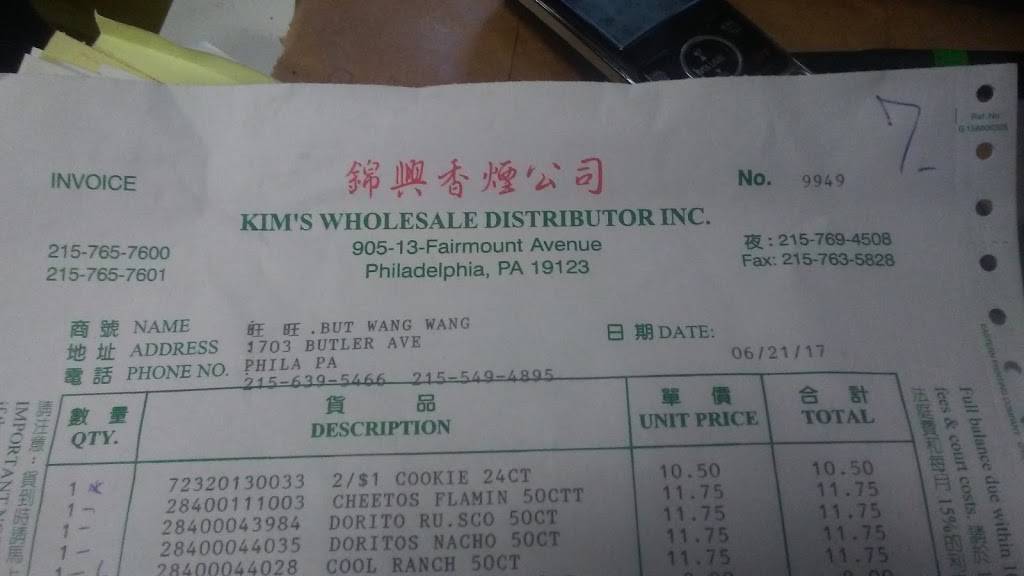 Ref. No
INVOICE
錦興香煙公司
No. 9949
7-
KIM'S WHOLESALE DISTRIBUTOR INC.
905-13-Fairmount Avenue
Philadelphia, PA 19123
215-765-7600
215-765-7601
夜：215-769-4508
Fax: 215-763-5828
商號 NAME 旺 旺.BUT WANG WANG
地址 ADDRESS 1703 BUTLER AVE
PHILA PA
電話 PHONE NO. 215-639-5466 215-549-4895
日期 DATE: 06/21/17
數量 貨品 單價 合計
QTY. DESCRIPTION UNIT PRICE TOTAL
1 72320130033 2/$1 COOKIE 24CT 10.50 10.50
1 - 28400111003 CHEETOS FLAMIN 50CTT 11.75 11.75
1 - 28400043984 DORITO RU.SCO 50CT 11.75 11.75
1 - 28400044035 DORITOS NACHO 50CT 11.75 11.75
1 - 28400044028 COOL RANCH 50CT 11.75 11.75
Full balance due within
fees & court costs.
15%
IMPORTANT